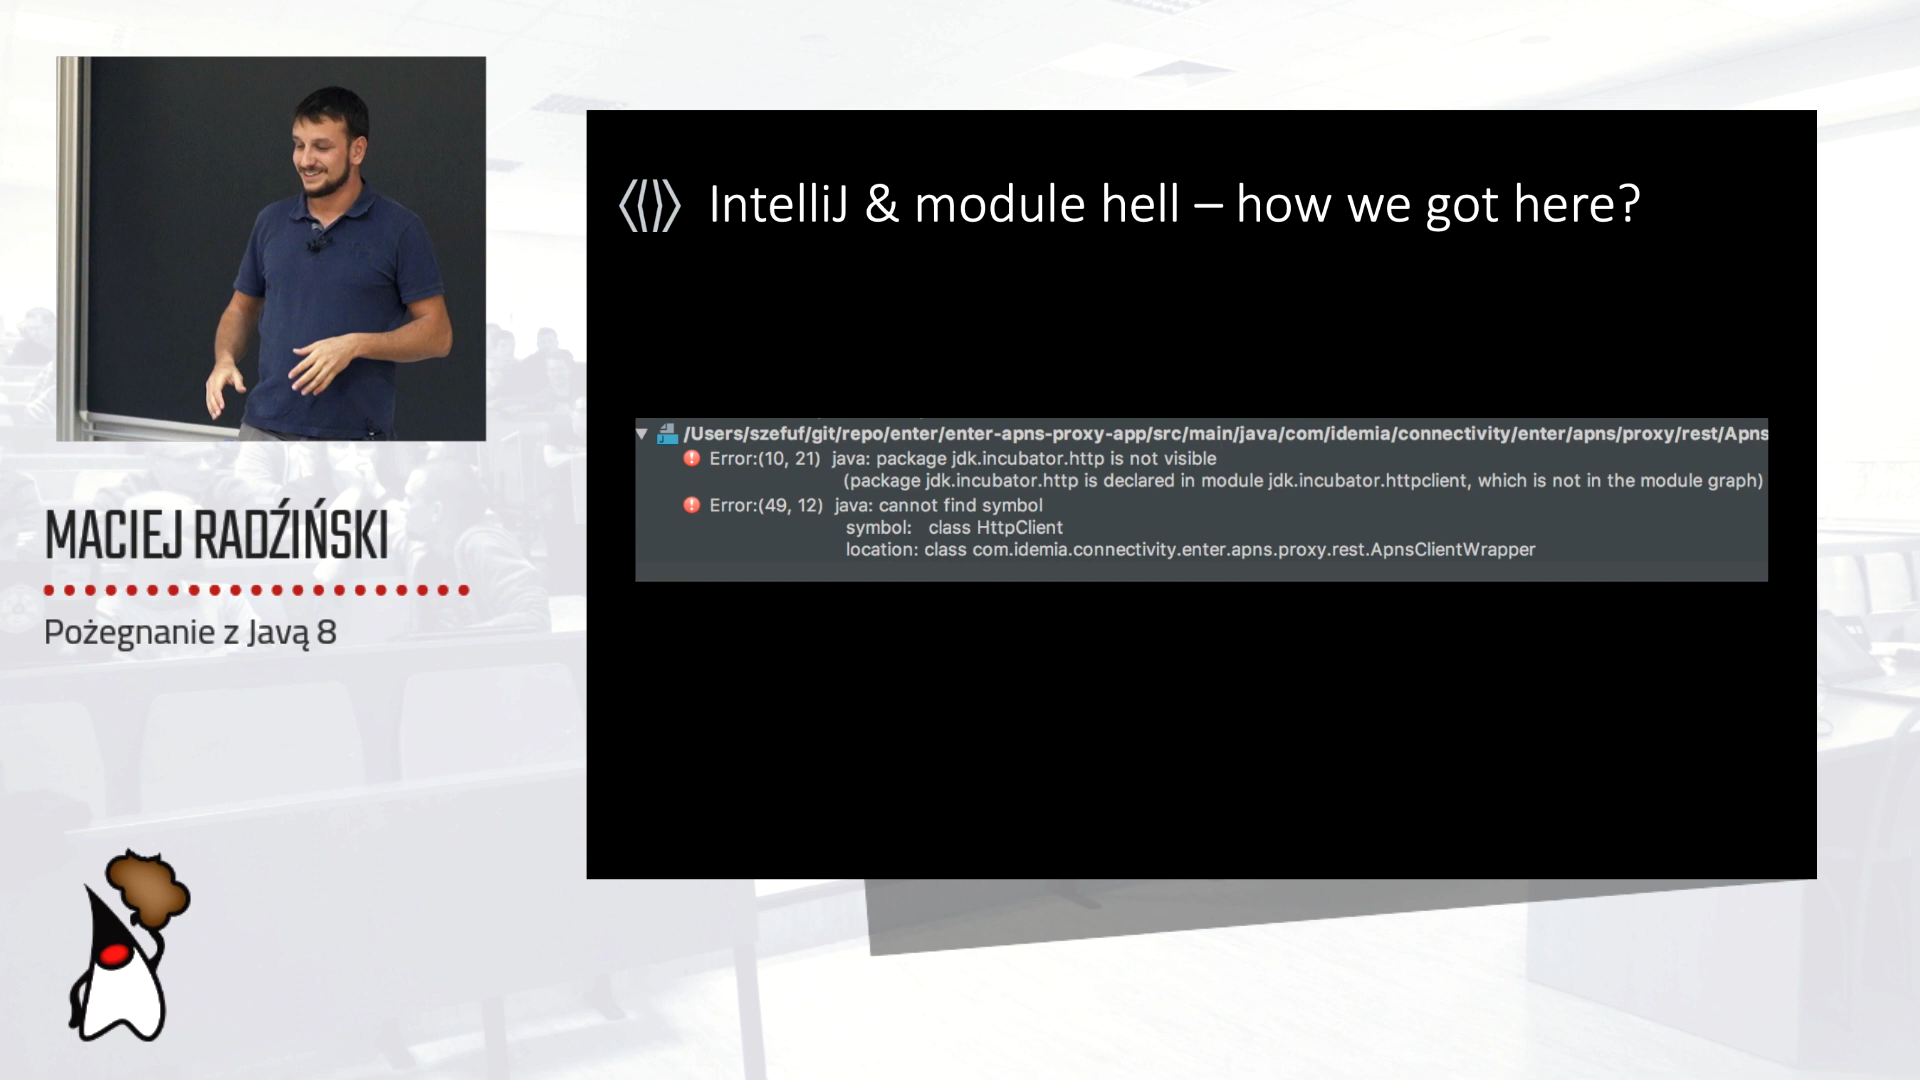 IntelliJ & module hell – how we got here?
/Users/szefuf/git/repo/enter/enter-apns-proxy-app/src/main/java/com/idemia/connectivity/enter/apns/proxy/rest/Apns
Error:(10, 21) java: package jdk.incubator.http is not visible
(package jdk.incubator.http is declared in module jdk.incubator.httpclient, which is not in the module graph)
Error:(49, 12) java: cannot find symbol
symbol: class HttpClient
location: class com.idemia.connectivity.enter.apns.proxy.rest.ApnsClientWrapper
MACIEJ RADŹIŃSKI
Pożegnanie z Javą 8